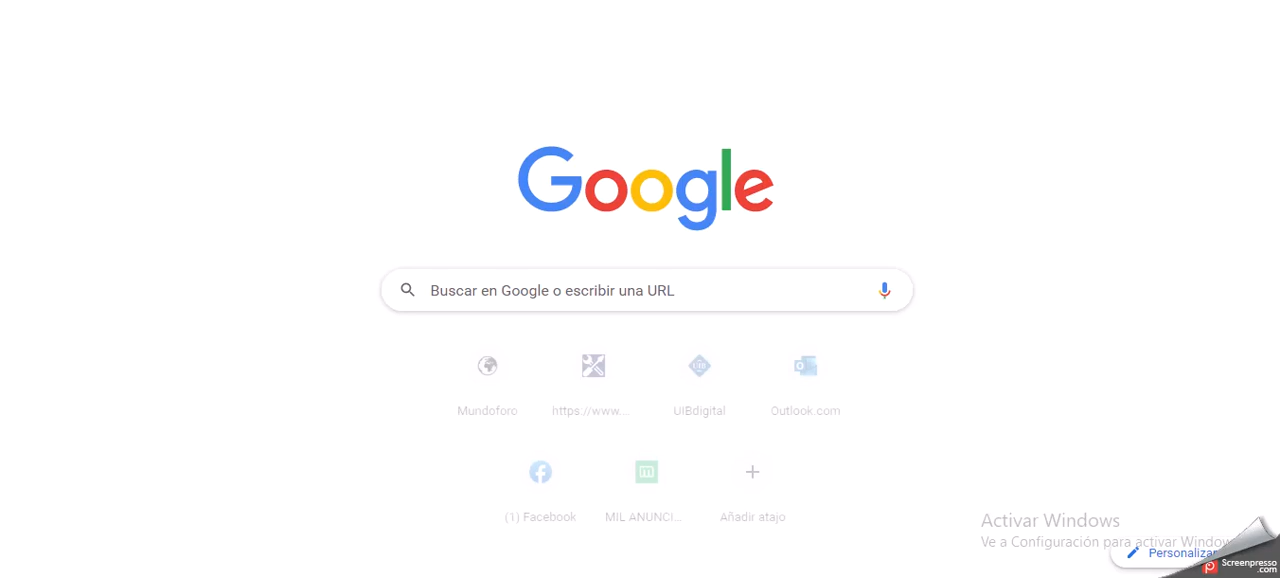 Google
Buscar en Google o escribir una URL
Mundoforo
https://www....
UIBdigital
Outlook.com
(1) Facebook
MIL ANUNCI...
Añadir atajo
Activar Windows
Ve a Configuración para activar Window
Personalizar
Screenpresso
.com